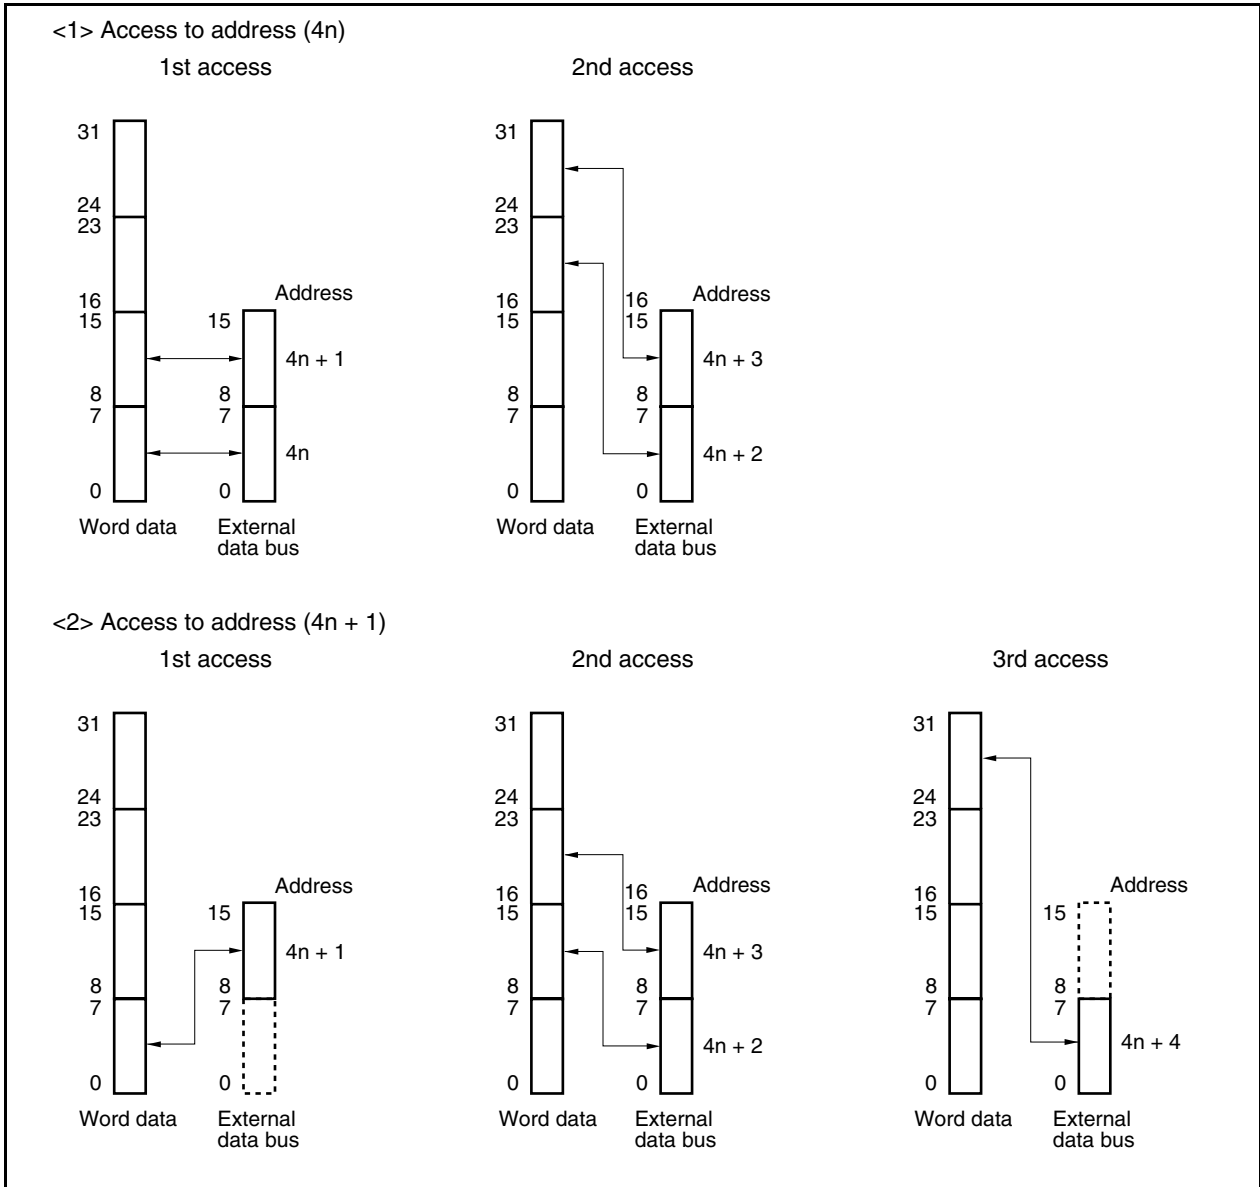 <1> Access to address (4n)
1st access 2nd access
31 31
24 24
23 23
Address Address
16 16 16
15 15 15 15
4n + 1 4n + 3
8 8 8 8
7 7 7 7
4n 4n + 2
0 0 0 0
Word data External data bus Word data External data bus
<2> Access to address (4n + 1)
1st access 2nd access 3rd access
31 31 31
24 24 24
23 23 23
Address Address Address
16 16 16 16
15 15 15 15 15 15
4n + 1 4n + 3
8 8 8 8 8 8
7 7 7 7 7 7
4n + 2 4n + 4
0 0 0 0 0 0
Word data External data bus Word data External data bus Word data External data bus